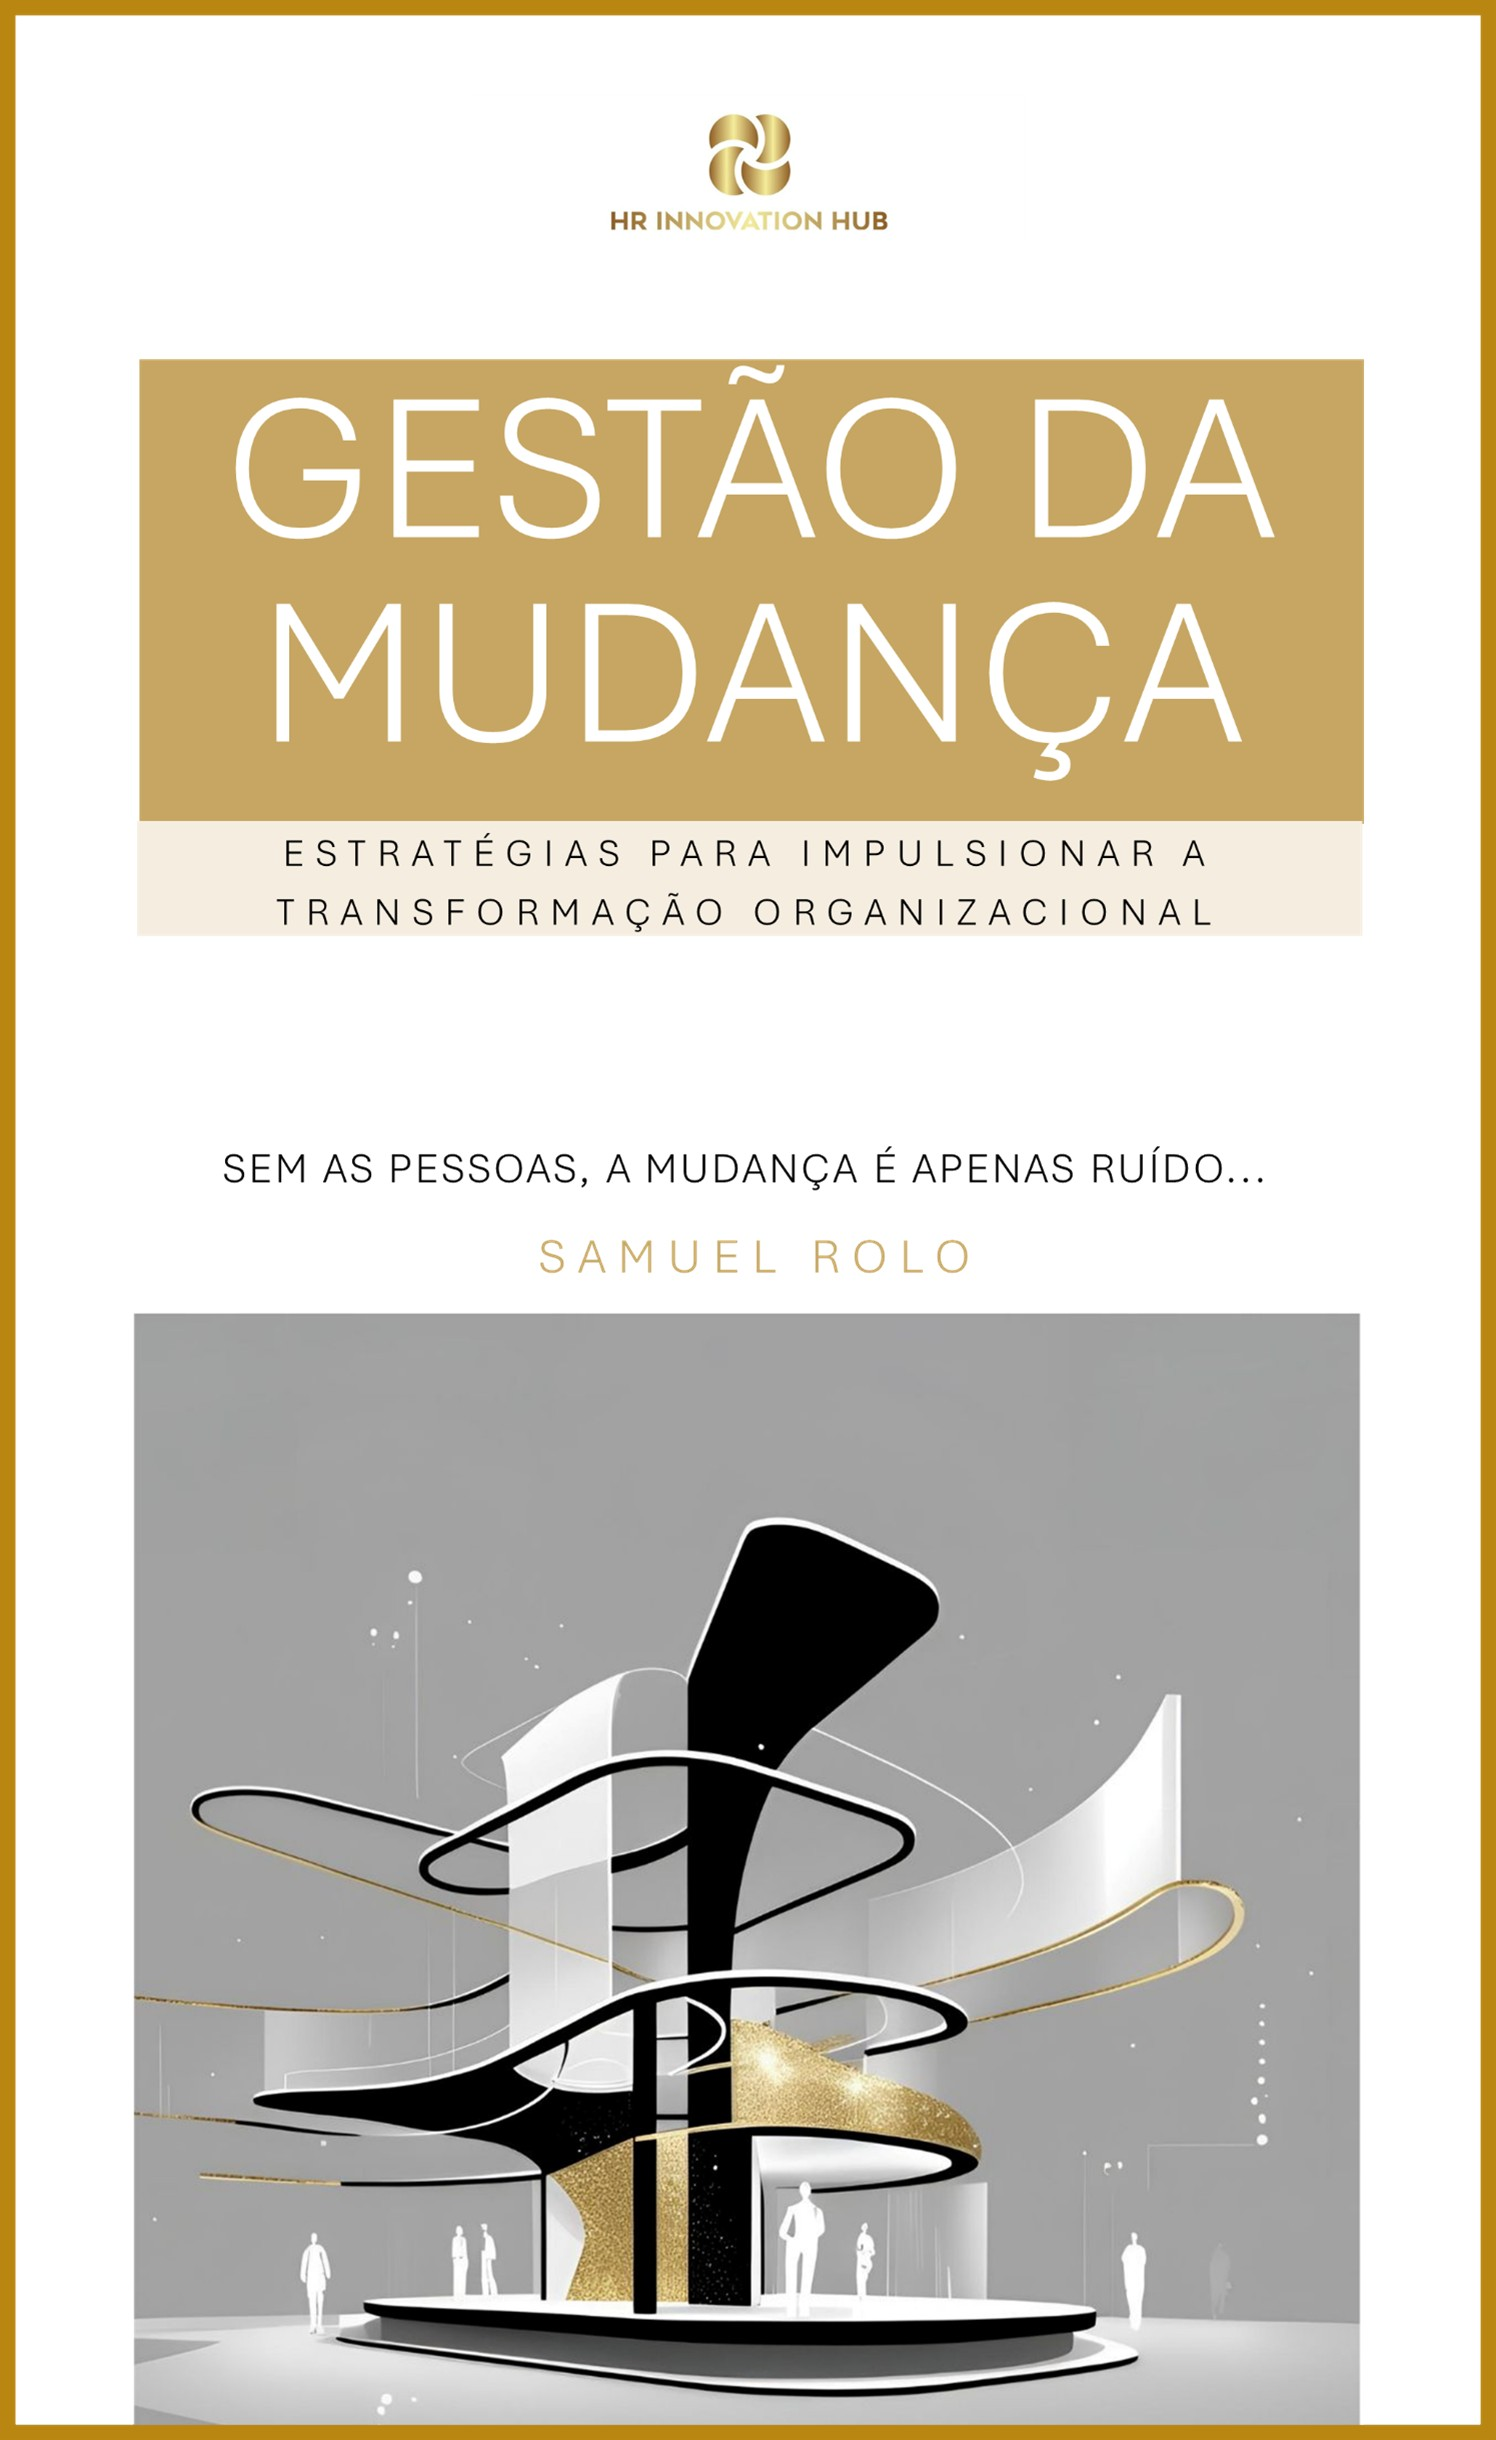 HR INNOVATION HUB
GESTÃO DA
MUDANÇA
ESTRATÉGIAS PARA IMPULSIONAR A
TRANSFORMAÇÃO ORGANIZACIONAL
SEM AS PESSOAS, A MUDANÇA É APENAS RUÍDO...
SAMUEL ROLO